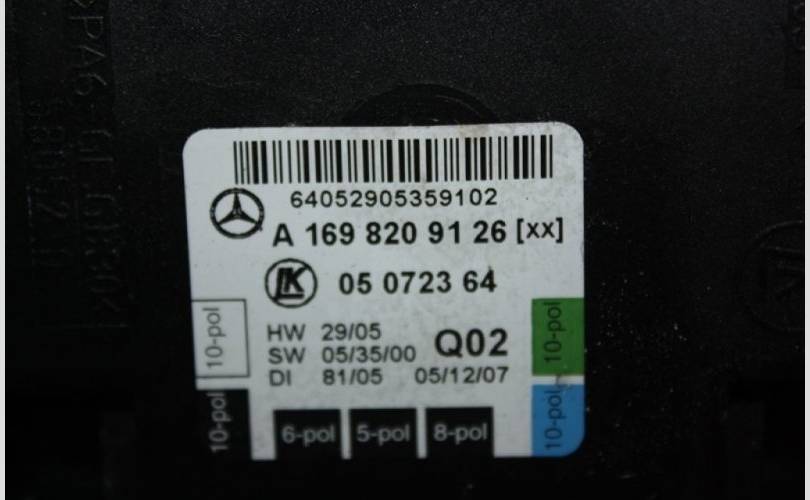 64052905359102
A 169 820 91 26 [xx]
LK 05 0723 64
HW 29/05
SW 05/35/00
Q02
DI 81/05 05/12/07
10-pol
10-pol
10-pol
10-pol
6-pol 5-pol 8-pol